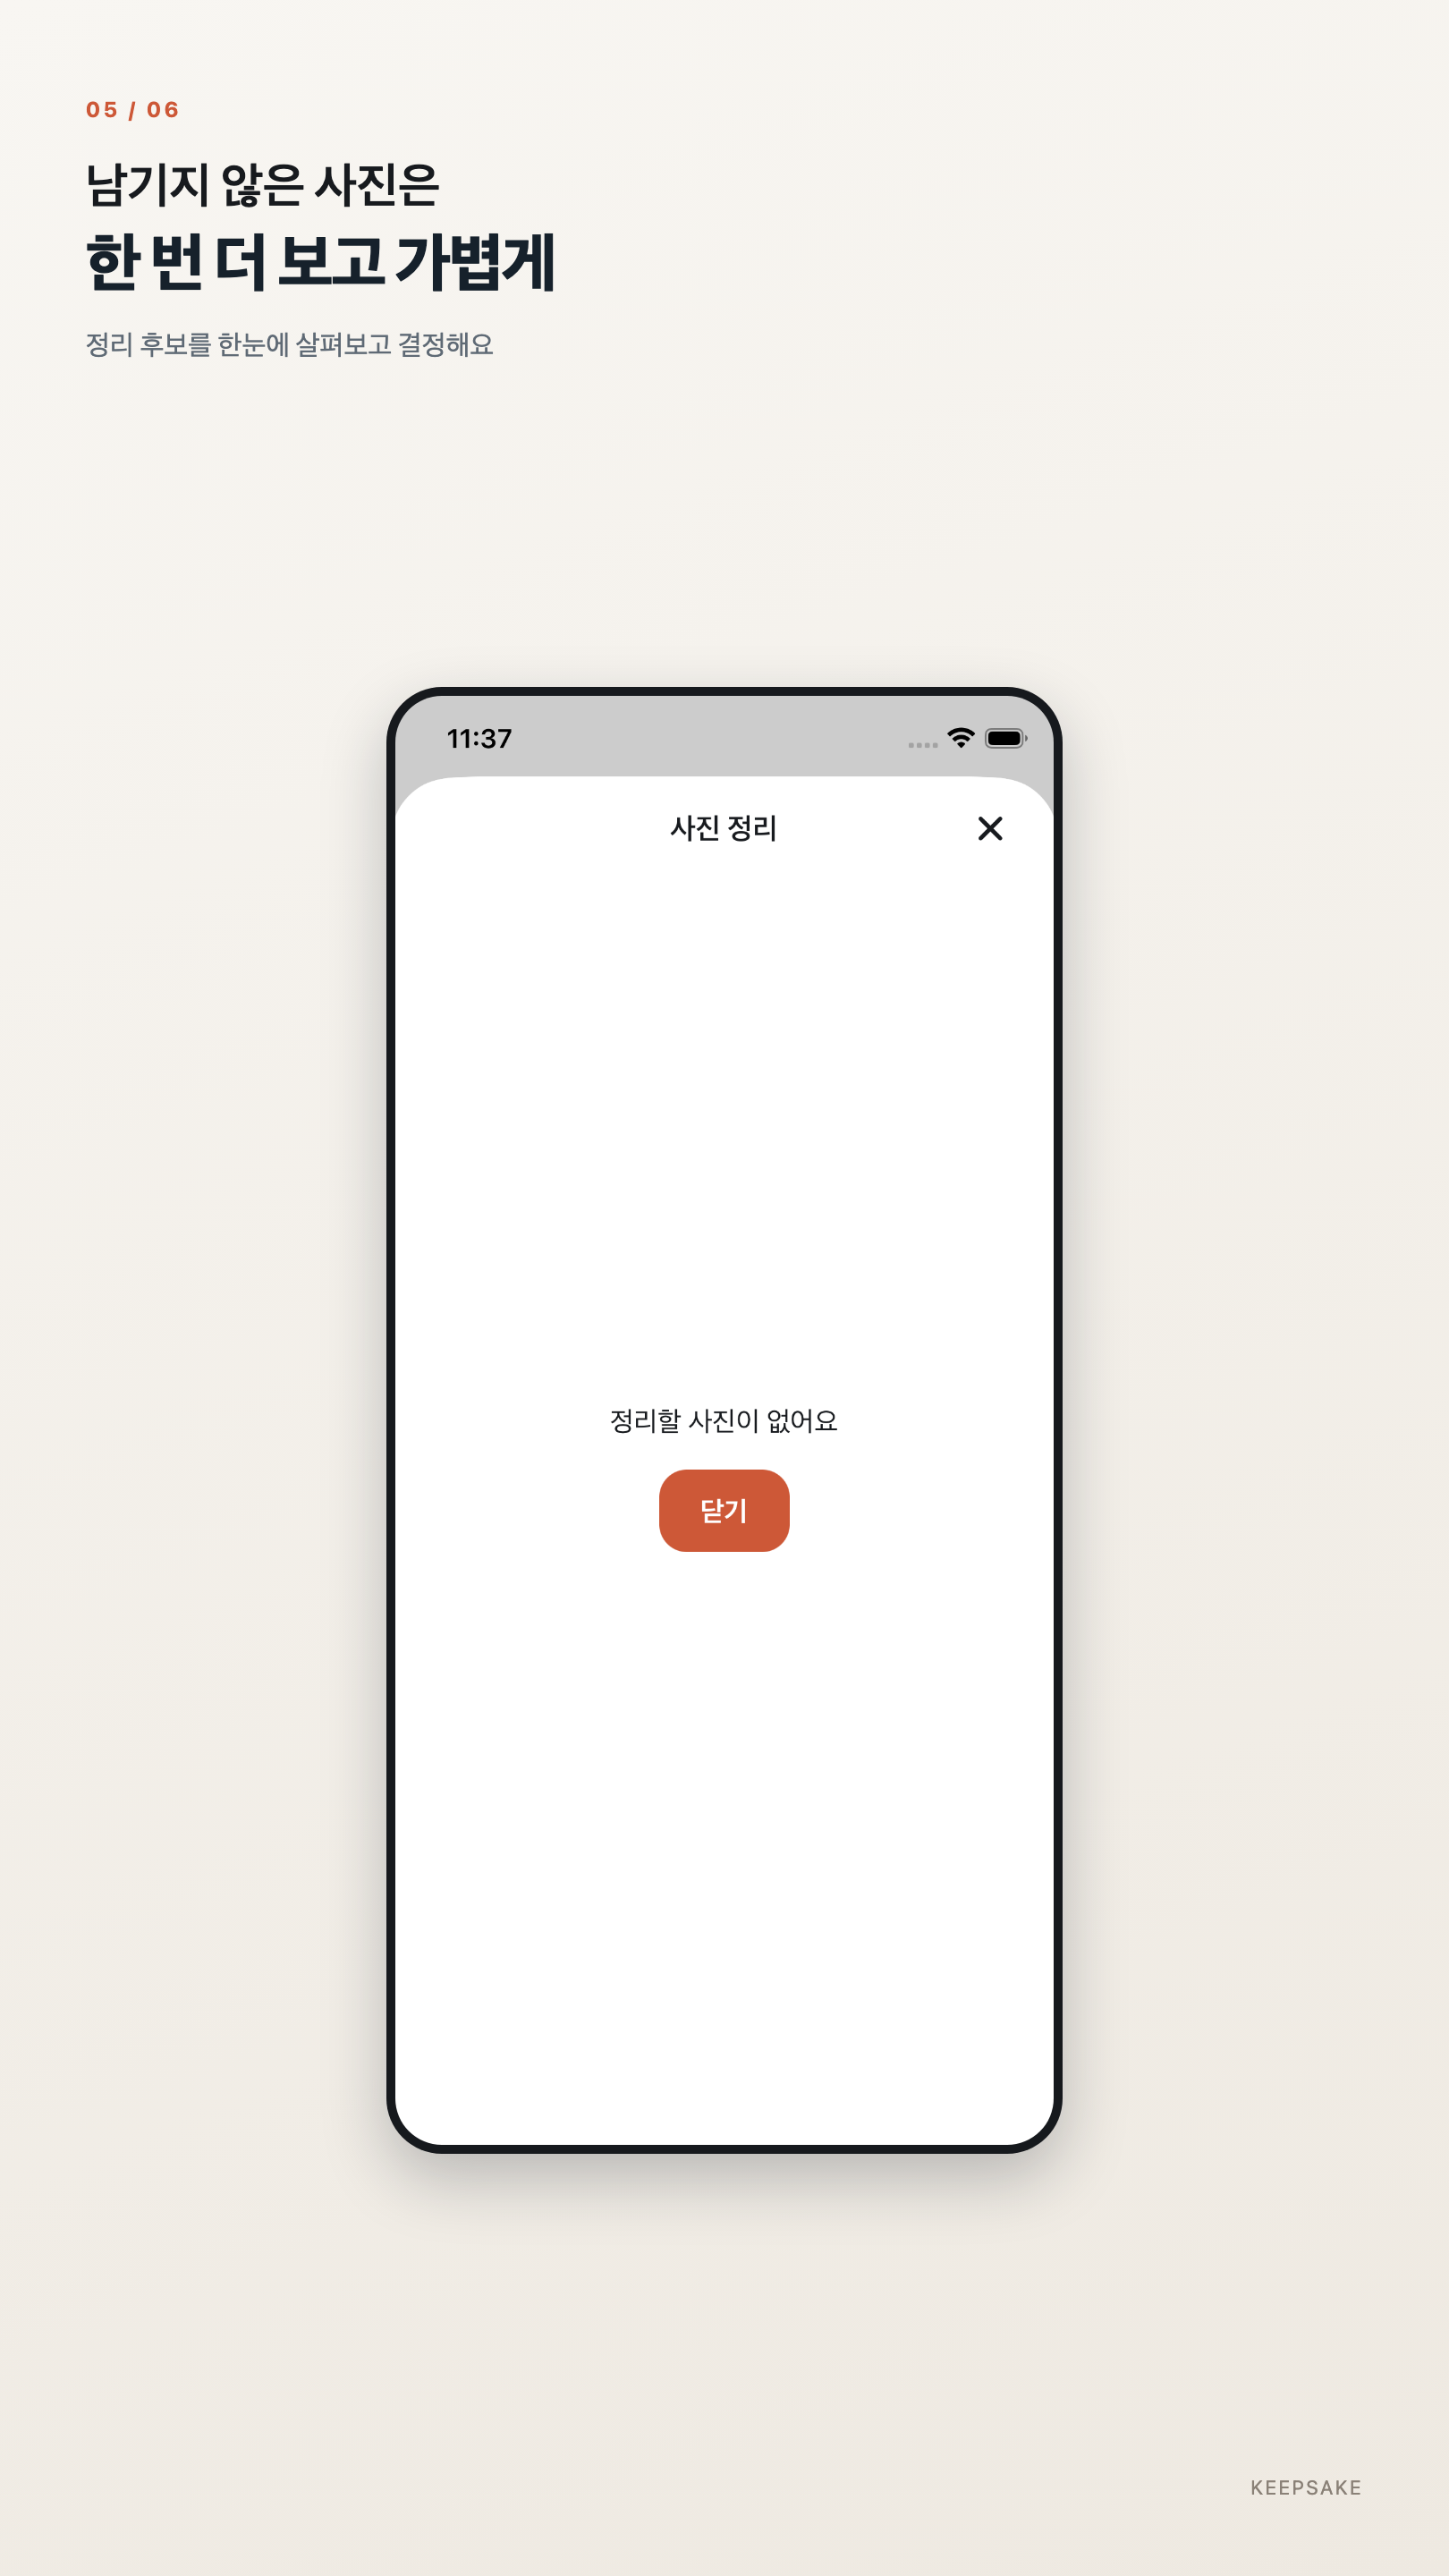 05 / 06
남기지 않은 사진은
한 번 더 보고 가볍게
정리 후보를 한눈에 살펴보고 결정해요
11:37
사진 정리
정리할 사진이 없어요
닫기
KEEPSAKE